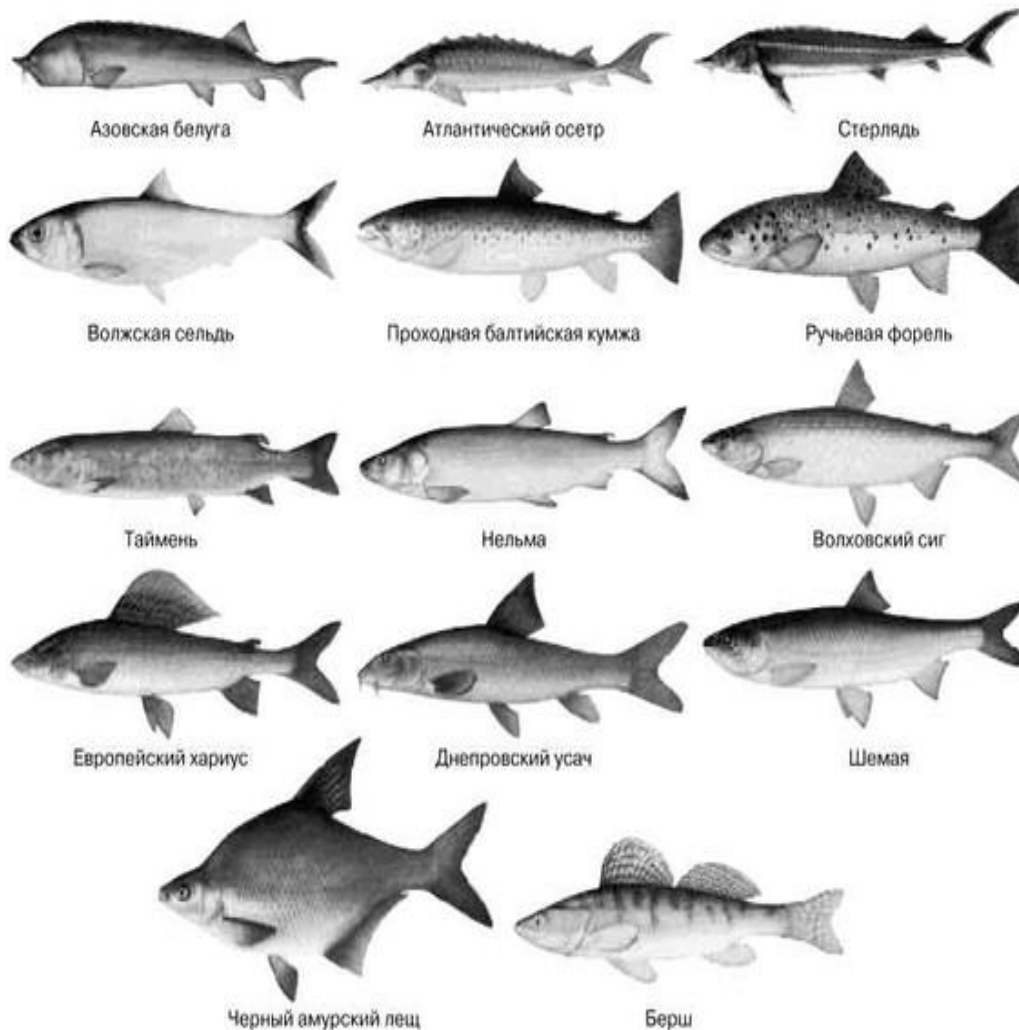 Азовская белуга
Атлантический осетр
Стерлядь
Волжская сельдь
Проходная балтийская кумжа
Ручьевая форель
Таймень
Нельма
Волховский сиг
Европейский хариус
Днепровский усач
Шемая
Черный амурский лещ
Берш